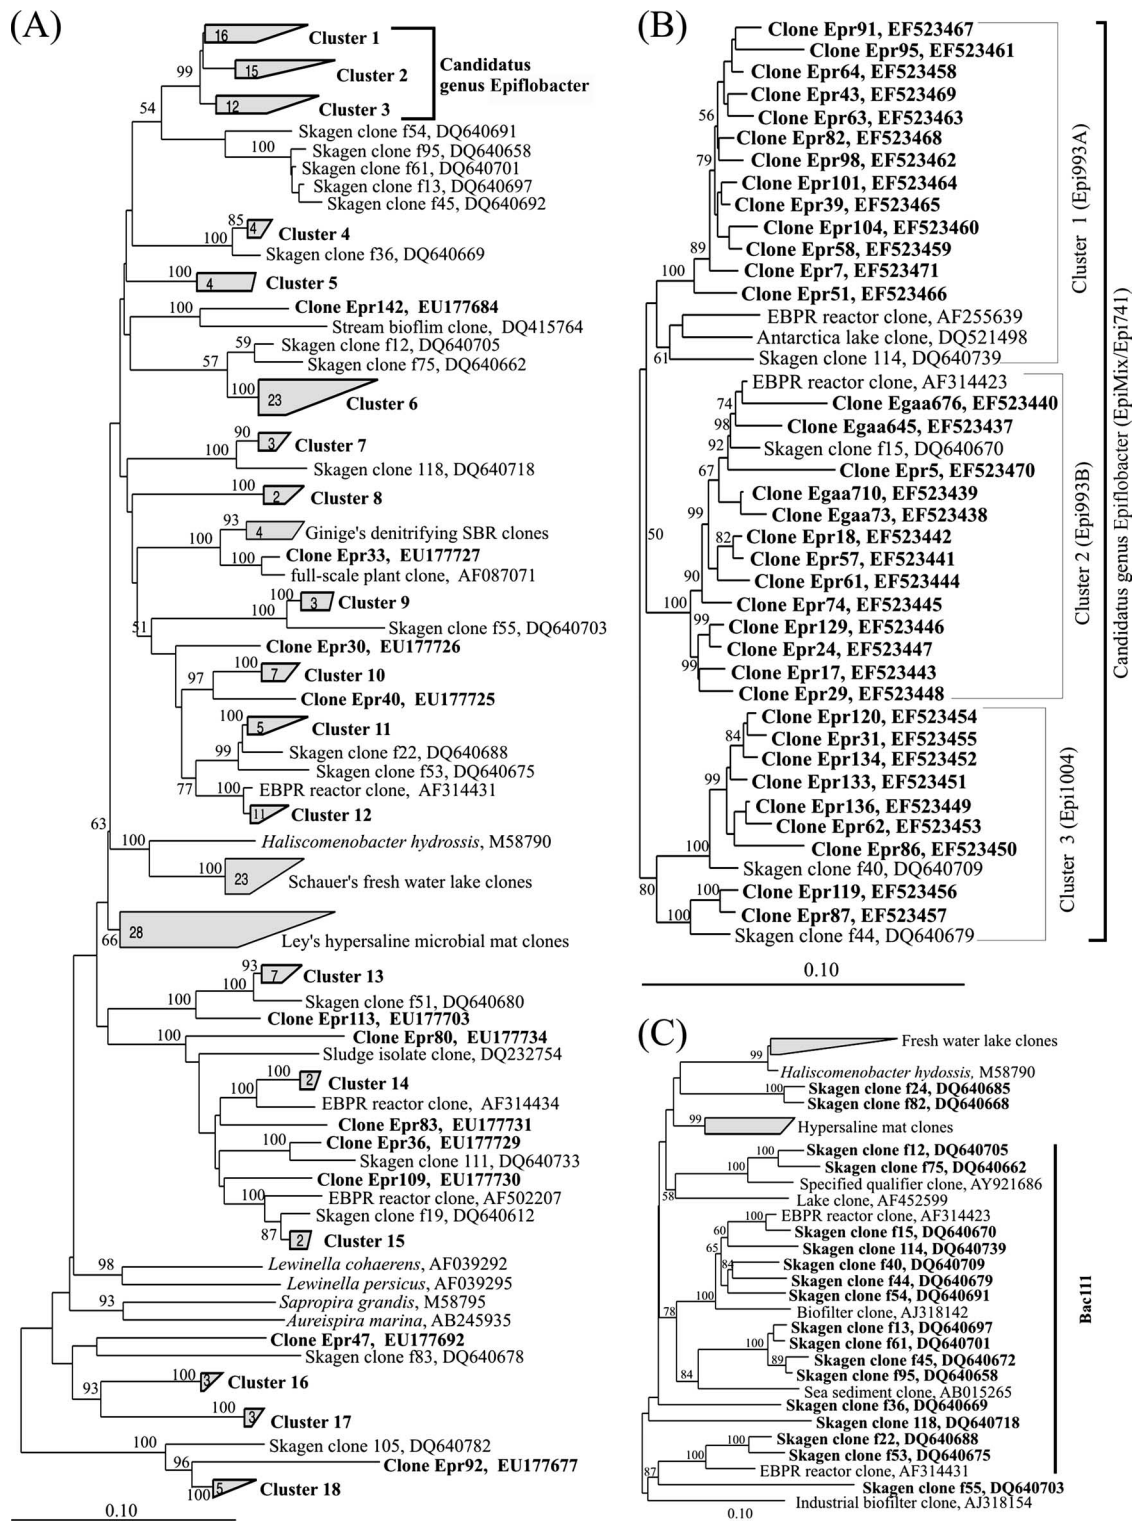 (A)
16
Cluster 1
15
Cluster 2
99
12
Cluster 3
Candidatus
genus Epiflobacter
54
Skagen clone f54, DQ640691
100
Skagen clone f95, DQ640658
Skagen clone f61, DQ640701
Skagen clone f13, DQ640697
Skagen clone f45, DQ640692
85
4
Cluster 4
100
Skagen clone f36, DQ640669
100
4
Cluster 5
100
Clone Epr142, EU177684
Stream bioflim clone, DQ415764
59
Skagen clone f12, DQ640705
57
Skagen clone f75, DQ640662
100
23
Cluster 6
90
3
Cluster 7
100
Skagen clone 118, DQ640718
100
2
Cluster 8
93
4
Ginige's denitrifying SBR clones
100
Clone Epr33, EU177727
100
full-scale plant clone, AF087071
100
3
Cluster 9
100
Skagen clone f55, DQ640703
51
Clone Epr30, EU177726
100
7
Cluster 10
97
Clone Epr40, EU177725
100
5
Cluster 11
99
Skagen clone f22, DQ640688
Skagen clone f53, DQ640675
77
100
EBPR reactor clone, AF314431
11
Cluster 12
63
100
Haliscomenobacter hydrossis, M58790
100
23
Schauer's fresh water lake clones
66
28
Ley's hypersaline microbial mat clones
93
7
Cluster 13
100
100
Skagen clone f51, DQ640680
Clone Epr113, EU177703
100
Clone Epr80, EU177734
Sludge isolate clone, DQ232754
100
2
Cluster 14
EBPR reactor clone, AF314434
Clone Epr83, EU177731
100
Clone Epr36, EU177729
Skagen clone 111, DQ640733
Clone Epr109, EU177730
100
EBPR reactor clone, AF502207
Skagen clone f19, DQ640612
87
2
Cluster 15
98
Lewinella cohaerens, AF039292
Lewinella persicus, AF039295
93
Sapropira grandis, M58795
Aureispira marina, AB245935
Clone Epr47, EU177692
Skagen clone f83, DQ640678
100
3
Cluster 16
93
100
3
Cluster 17
100
Skagen clone 105, DQ640782
96
Clone Epr92, EU177677
100
5
Cluster 18
0.10
(B)
Clone Epr91, EF523467
Clone Epr95, EF523461
Clone Epr64, EF523458
Clone Epr43, EF523469
56
Clone Epr63, EF523463
Clone Epr82, EF523468
79
Clone Epr98, EF523462
Clone Epr101, EF523464
Clone Epr39, EF523465
Clone Epr104, EF523460
89
Clone Epr58, EF523459
100
Clone Epr7, EF523471
Clone Epr51, EF523466
EBPR reactor clone, AF255639
Antarctica lake clone, DQ521498
61
Skagen clone 114, DQ640739
Cluster 1 (Epi993A)
EBPR reactor clone, AF314423
74
Clone Egaa676, EF523440
98
Clone Egaa645, EF523437
92
Skagen clone f15, DQ640670
67
Clone Epr5, EF523470
Clone Egaa710, EF523439
99
Clone Egaa73, EF523438
50
82
Clone Epr18, EF523442
Clone Epr57, EF523441
90
Clone Epr61, EF523444
100
Clone Epr74, EF523445
99
Clone Epr129, EF523446
Clone Epr24, EF523447
99
Clone Epr17, EF523443
Clone Epr29, EF523448
Cluster 2 (Epi993B)
Clone Epr120, EF523454
84
Clone Epr31, EF523455
Clone Epr134, EF523452
99
Clone Epr133, EF523451
Clone Epr136, EF523449
Clone Epr62, EF523453
100
Clone Epr86, EF523450
Skagen clone f40, DQ640709
80
100
Clone Epr119, EF523456
100
Clone Epr87, EF523457
Skagen clone f44, DQ640679
Cluster 3 (Epi1004)
Candidatus genus Epiflobacter (EpiMix/Epi741)
0.10
(C)
99
Fresh water lake clones
Haliscomenobacter hydossis, M58790
100
Skagen clone f24, DQ640685
Skagen clone f82, DQ640668
99
Hypersaline mat clones
100
Skagen clone f12, DQ640705
100
Skagen clone f75, DQ640662
Specified qualifier clone, AY921686
58
Lake clone, AF452599
100
EBPR reactor clone, AF314423
60
Skagen clone f15, DQ640670
65
Skagen clone 114, DQ640739
84
Skagen clone f40, DQ640709
Skagen clone f44, DQ640679
100
Skagen clone f54, DQ640691
78
Biofilter clone, AJ318142
Skagen clone f13, DQ640697
100
Skagen clone f61, DQ640701
89
Skagen clone f45, DQ640672
84
Skagen clone f95, DQ640658
Sea sediment clone, AB015265
Skagen clone f36, DQ640669
Skagen clone 118, DQ640718
100
Skagen clone f22, DQ640688
100
Skagen clone f53, DQ640675
EBPR reactor clone, AF314431
87
Skagen clone f55, DQ640703
Industrial biofilter clone, AJ318154
Bac111
0.10